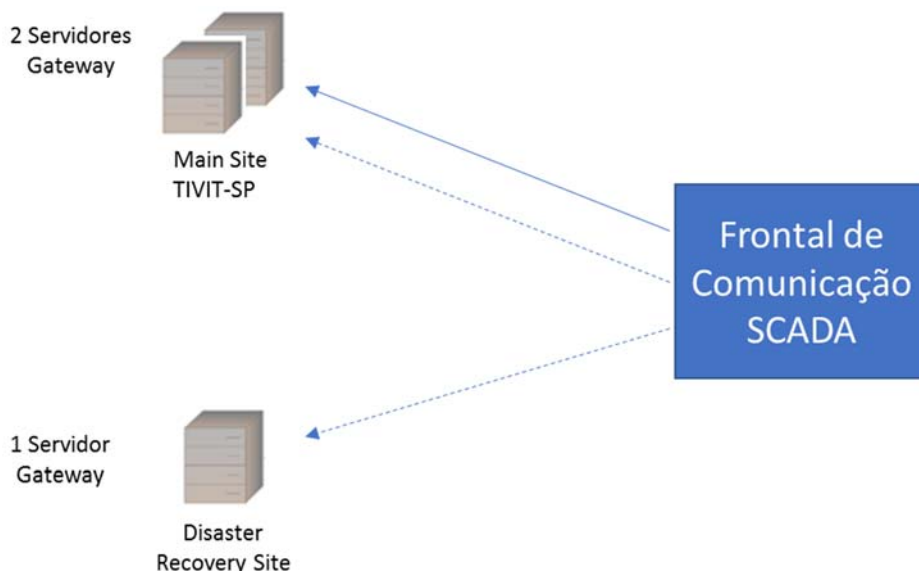 2 Servidores
Gateway
Main Site
TIVIT-SP
Frontal de
Comunicação
SCADA
1 Servidor
Gateway
Disaster
Recovery Site